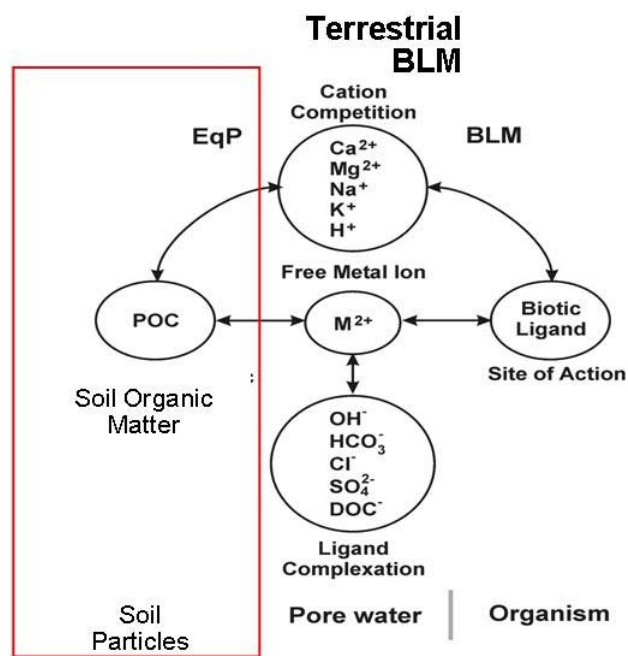 Terrestrial
BLM
Cation
Competition
EqP
BLM
Ca²⁺
Mg²⁺
Na⁺
K⁺
H⁺
Free Metal Ion
POC
M²⁺
Biotic
Ligand
Site of Action
Soil Organic
Matter
:
OH⁻
HCO₃⁻
Cl⁻
SO₄²⁻
DOC⁻
Ligand
Complexation
Soil
Particles
Pore water
Organism